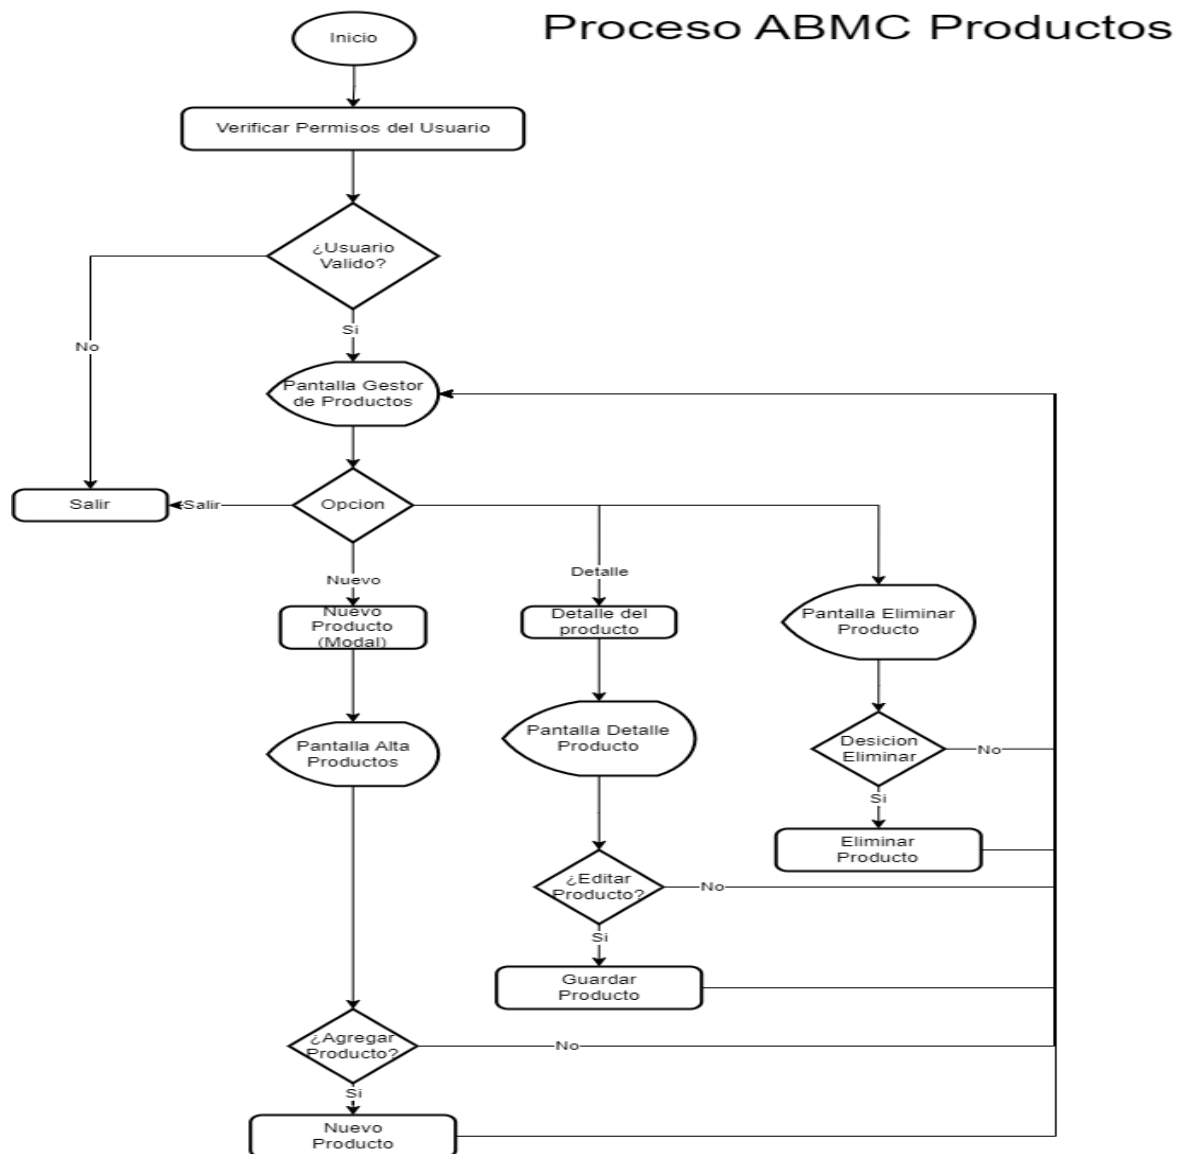 Proceso ABMC Productos
Inicio
Verificar Permisos del Usuario
¿Usuario
Valido?
No
Si
Pantalla Gestor
de Productos
Salir
Salir
Opcion
Nuevo
Detalle
Nuevo
Producto
(Modal)
Detalle del
producto
Pantalla Eliminar
Producto
Pantalla Alta
Productos
Pantalla Detalle
Producto
Desicion
Eliminar
No
Si
Eliminar
Producto
¿Editar
Producto?
No
Si
Guardar
Producto
¿Agregar
Producto?
No
Si
Nuevo
Producto